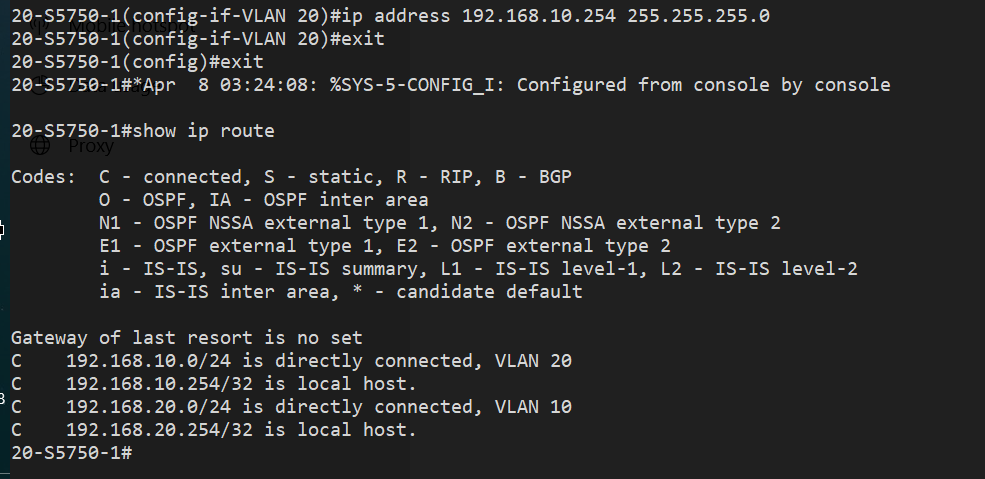 20-S5750-1(config-if-VLAN 20)#ip address 192.168.10.254 255.255.255.0
20-S5750-1(config-if-VLAN 20)#exit
20-S5750-1(config)#exit
20-S5750-1#*Apr  8 03:24:08: %SYS-5-CONFIG_I: Configured from console by console
20-S5750-1#show ip route
Proxy
Codes:  C - connected, S - static, R - RIP, B - BGP
        O - OSPF, IA - OSPF inter area
        N1 - OSPF NSSA external type 1, N2 - OSPF NSSA external type 2
        E1 - OSPF external type 1, E2 - OSPF external type 2
        i - IS-IS, su - IS-IS summary, L1 - IS-IS level-1, L2 - IS-IS level-2
        ia - IS-IS inter area, * - candidate default
Gateway of last resort is no set
C    192.168.10.0/24 is directly connected, VLAN 20
C    192.168.10.254/32 is local host.
C    192.168.20.0/24 is directly connected, VLAN 10
C    192.168.20.254/32 is local host.
20-S5750-1#